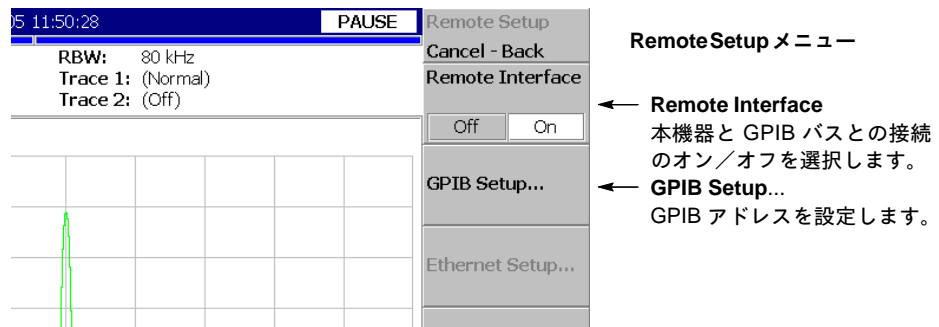 05 11:50:28
PAUSE
RBW: 80 kHz
Trace 1: (Normal)
Trace 2: (Off)
Remote Setup
Cancel - Back
Remote Interface
Off On
GPIB Setup...
Ethernet Setup...
Remote Setup メニュー
Remote Interface
本機器と GPIB バスとの接続
のオン／オフを選択します。
GPIB Setup...
GPIB アドレスを設定します。